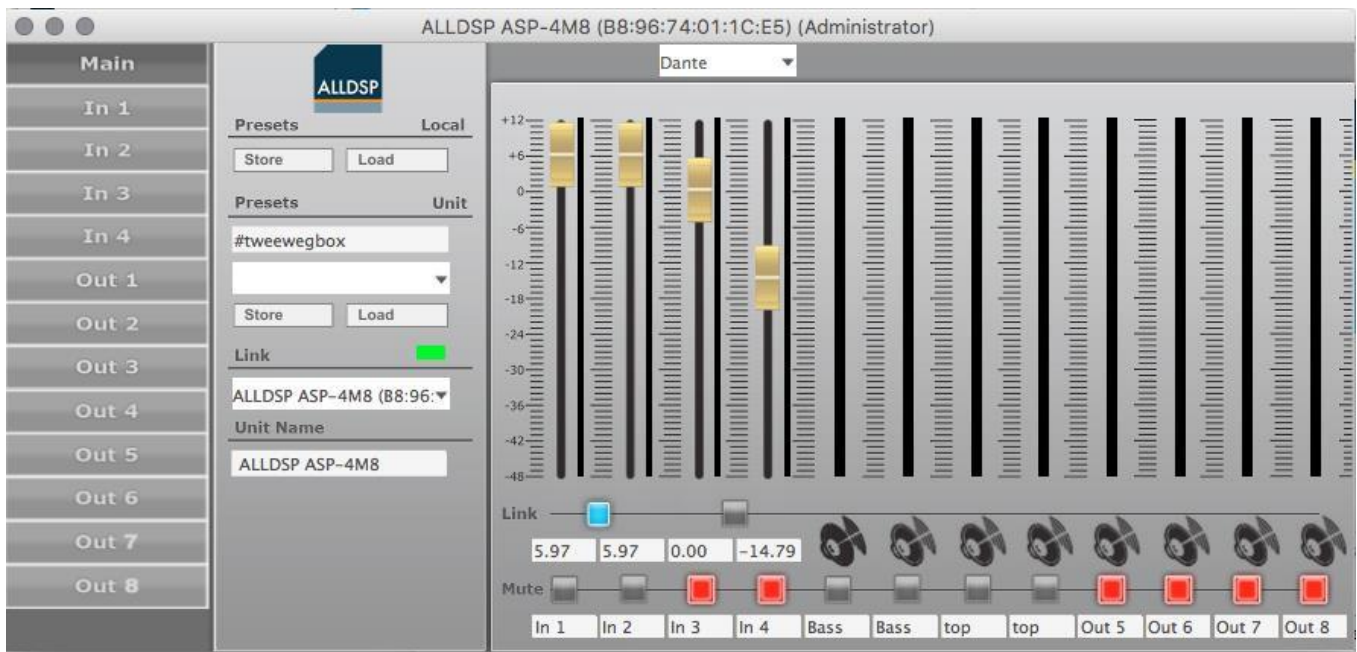 ALLDSP ASP-4M8 (B8:96:74:01:1C:E5) (Administrator)
Main
In 1
In 2
In 3
In 4
Out 1
Out 2
Out 3
Out 4
Out 5
Out 6
Out 7
Out 8
ALLDSP
Presets Local
Store Load
Presets Unit
#tweewegbox
Store Load
Link
ALLDSP ASP-4M8 (B8:96:
Unit Name
ALLDSP ASP-4M8
Dante
+12
+6
0
-6
-12
-18
-24
-30
-36
-42
-48
Link
5.97 5.97 0.00 -14.79
Mute
In 1 In 2 In 3 In 4 Bass Bass top top Out 5 Out 6 Out 7 Out 8